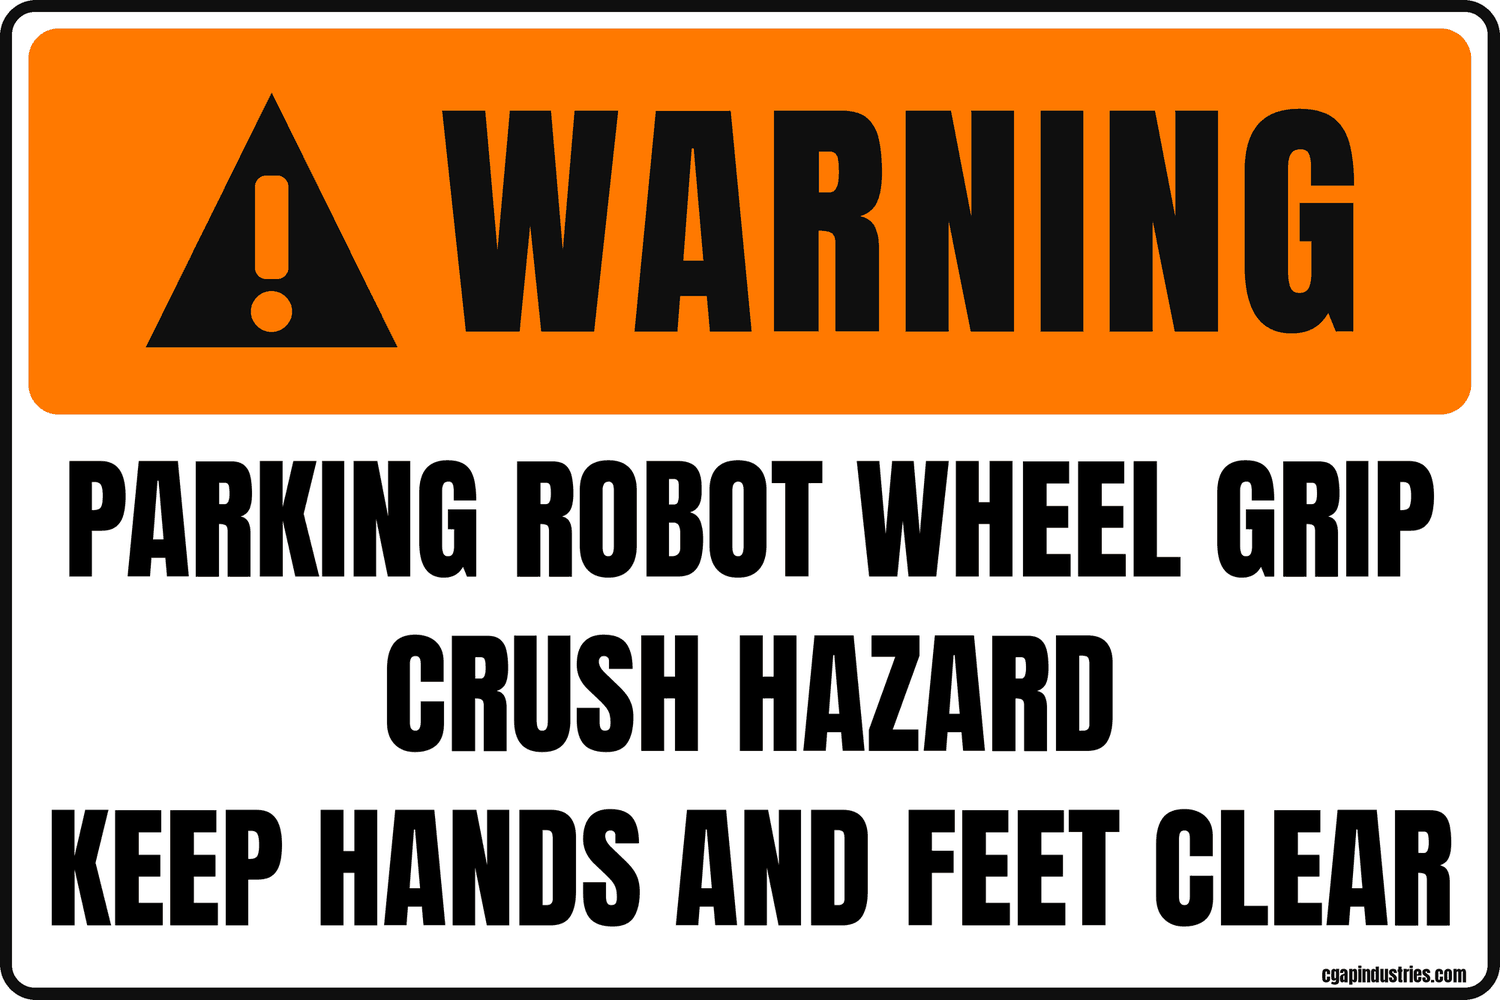 WARNING
PARKING ROBOT WHEEL GRIP
CRUSH HAZARD
KEEP HANDS AND FEET CLEAR
cgapindustries.com